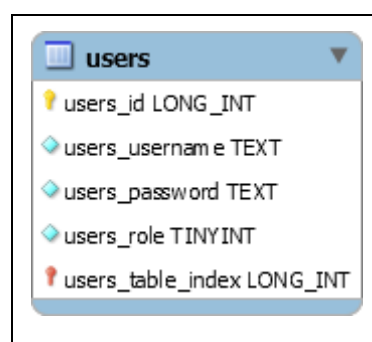 users
users_id LONG_INT
users_username TEXT
users_password TEXT
users_role TINYINT
users_table_index LONG_INT